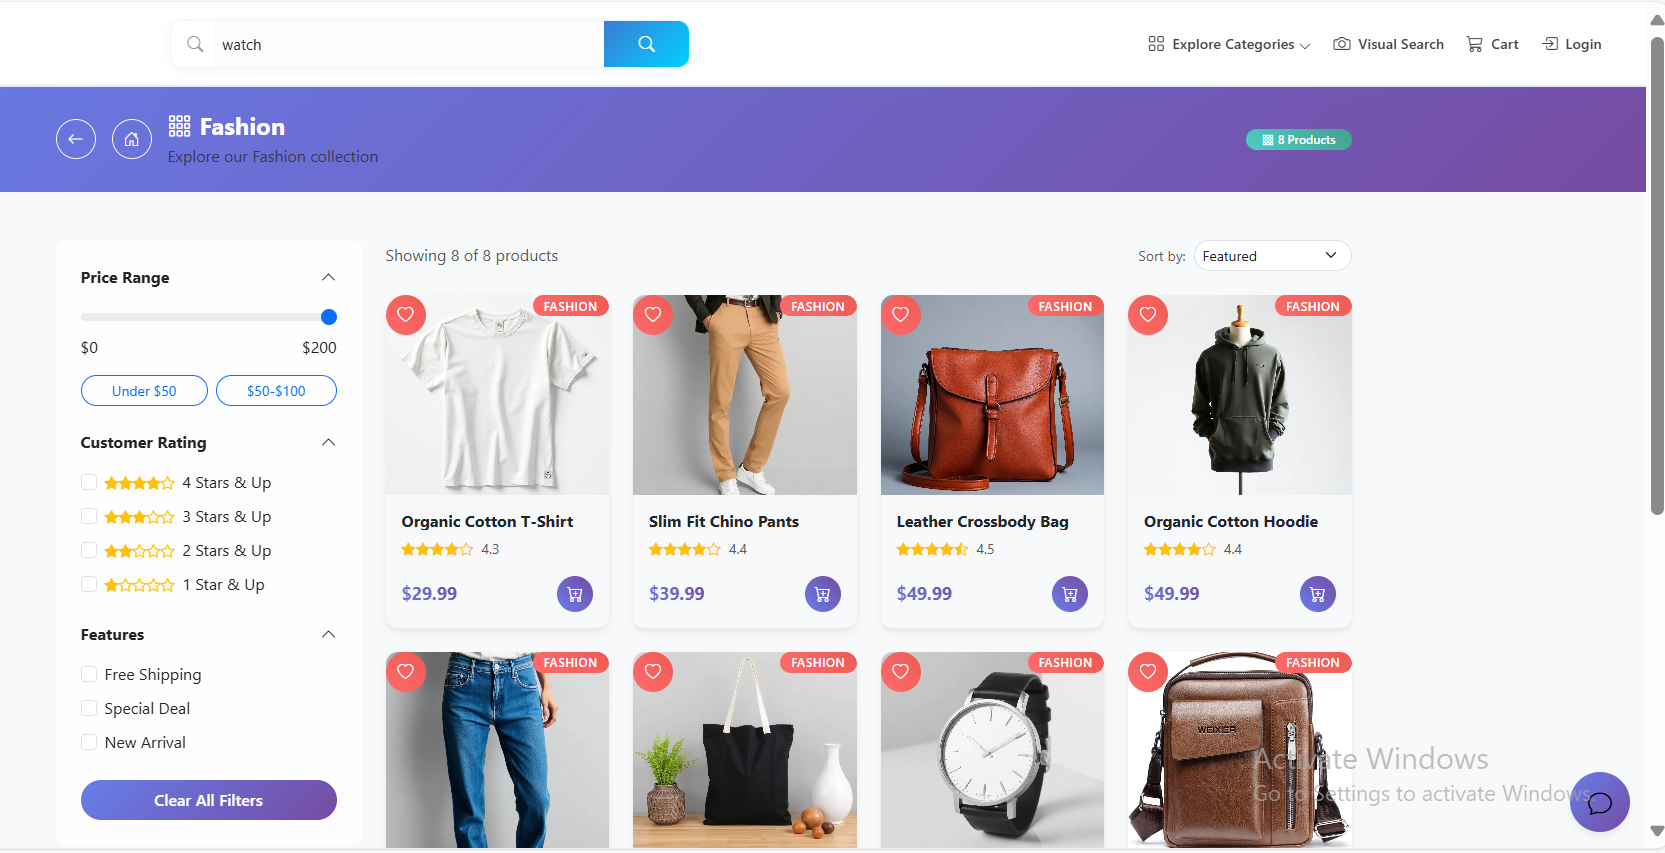 watch
Explore Categories
Visual Search
Cart
Login
Fashion
Explore our Fashion collection
8 Products
Price Range
$0
$200
Under $50
$50-$100
Customer Rating
4 Stars & Up
3 Stars & Up
2 Stars & Up
1 Star & Up
Features
Free Shipping
Special Deal
New Arrival
Clear All Filters
Showing 8 of 8 products
Sort by:
Featured
FASHION
FASHION
FASHION
FASHION
Organic Cotton T-Shirt
4.3
$29.99
Slim Fit Chino Pants
4.4
$39.99
Leather Crossbody Bag
4.5
$49.99
Organic Cotton Hoodie
4.4
$49.99
FASHION
FASHION
FASHION
FASHION
WEIXIER
Activate Windows
Go to Settings to activate Windows.